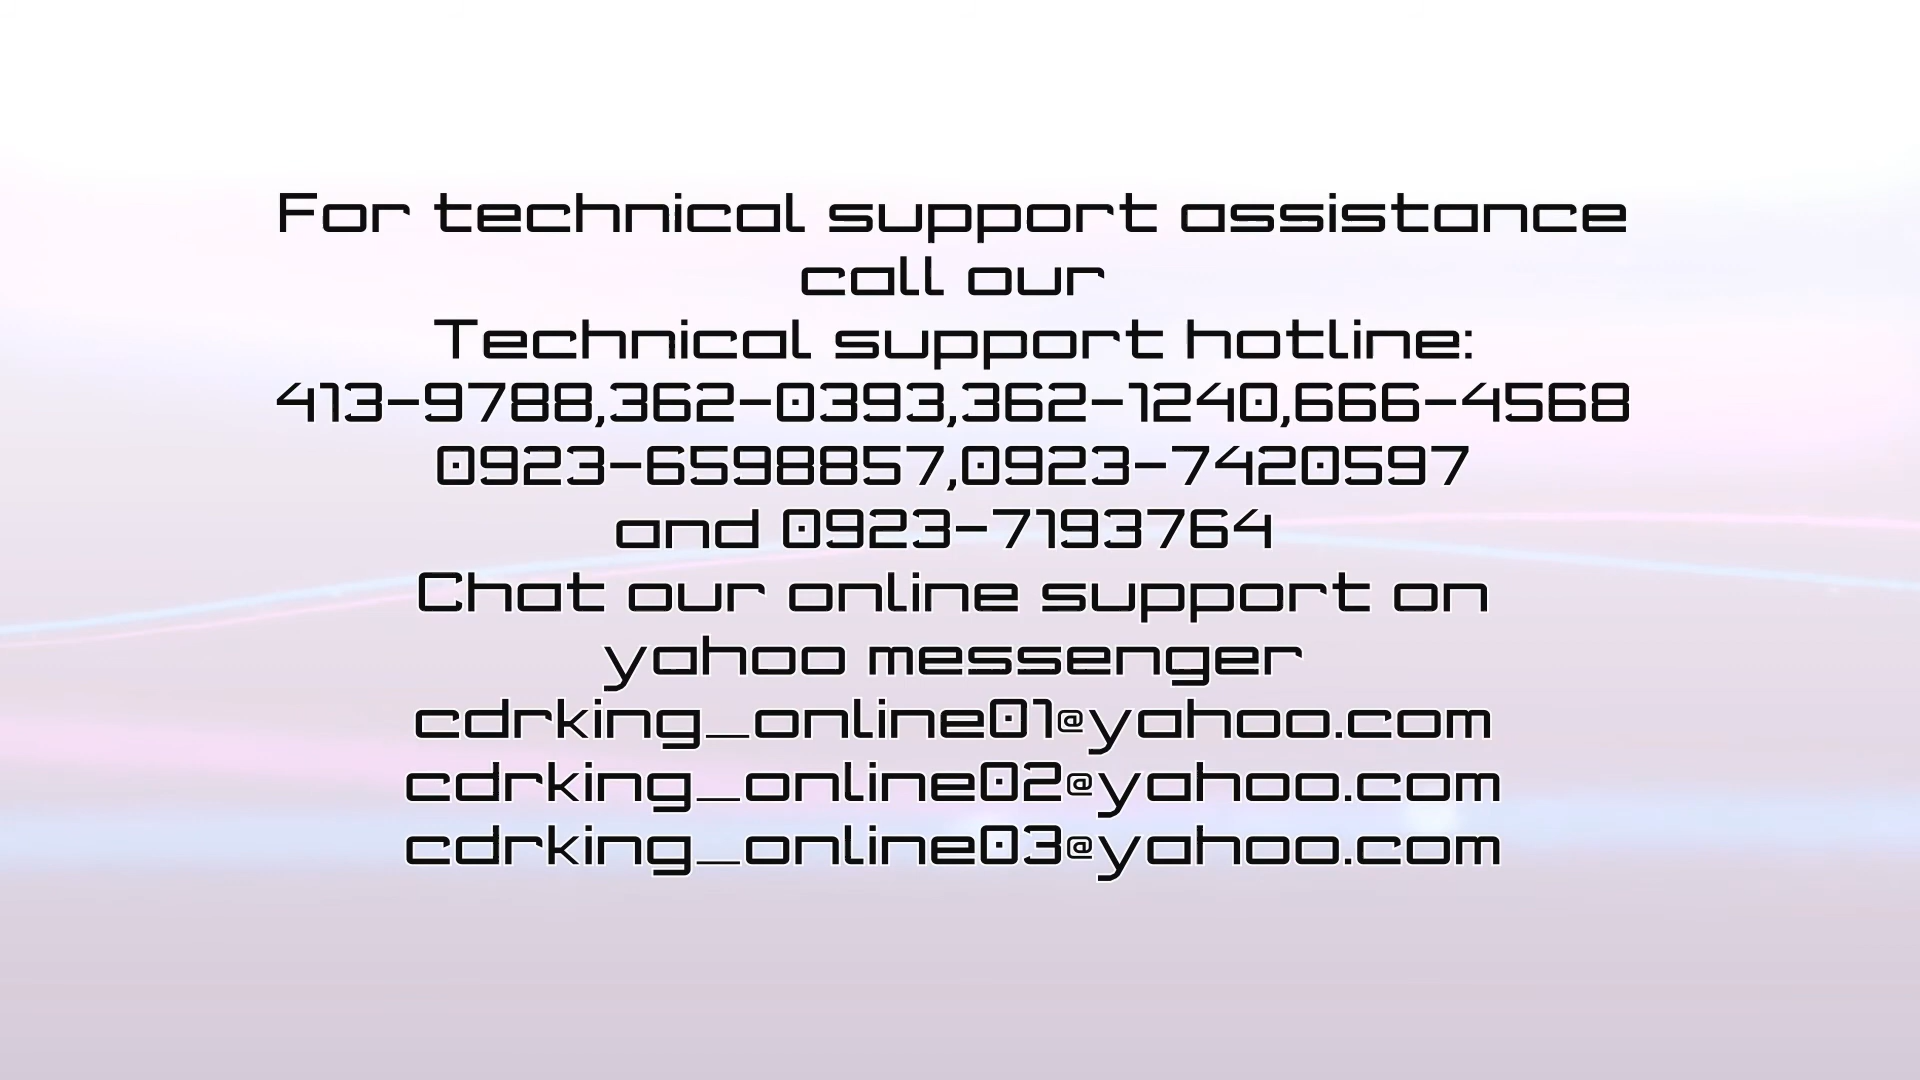 For technical support assistance
call our
Technical support hotline:
413-9788,362-0393,362-1240,666-4568
0923-6598857,0923-7420597
and 0923-7193764
Chat our online support on
yahoo messenger
cdrking_online01@yahoo.com
cdrking_online02@yahoo.com
cdrking_online03@yahoo.com